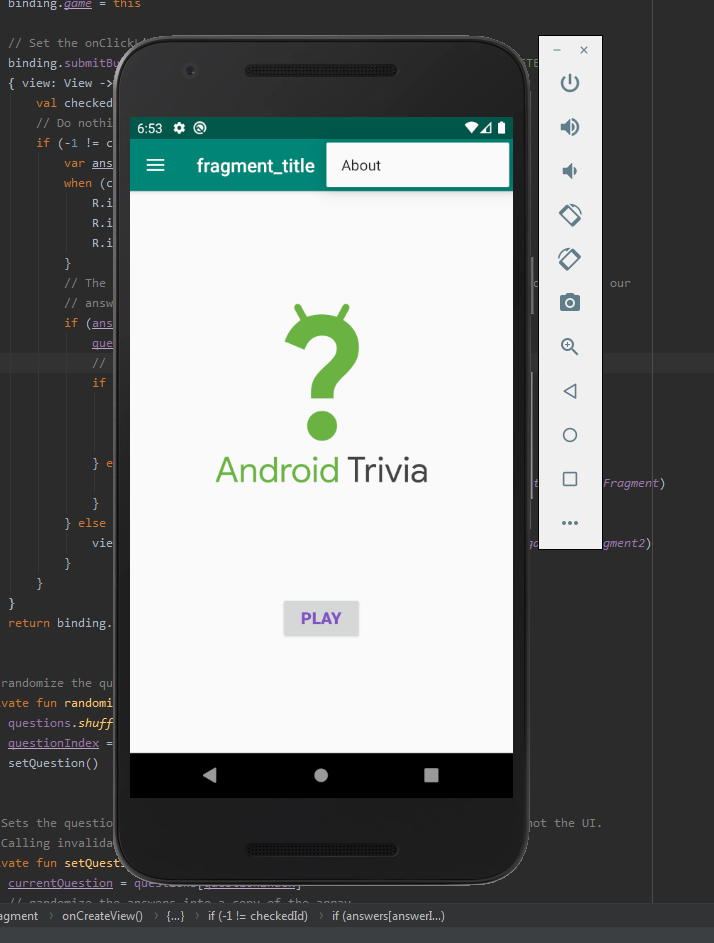 binding.game = this
// Set the onClickLi
binding.submitBu
{ view: View ->
val checked
// Do nothi
if (-1 != c
var ans
when (c
R.i
R.i
R.i
}
// The
our
// answ
if (ans
que
//
if
} e
Fragment)
}
} else
vie
gment2)
}
}
}
return binding.
randomize the qu
vate fun randomi
questions.shuff
questionIndex =
setQuestion()
Sets the questio
not the UI.
Calling invalida
vate fun setQuest
currentQuestion = questions[questionIndex]
// randomize the answers into a copy of the array
6:53
fragment_title
About
Android Trivia
PLAY
agment > onCreateView() > {...} > if (-1 != checkedId) > if (answers[answerI...)